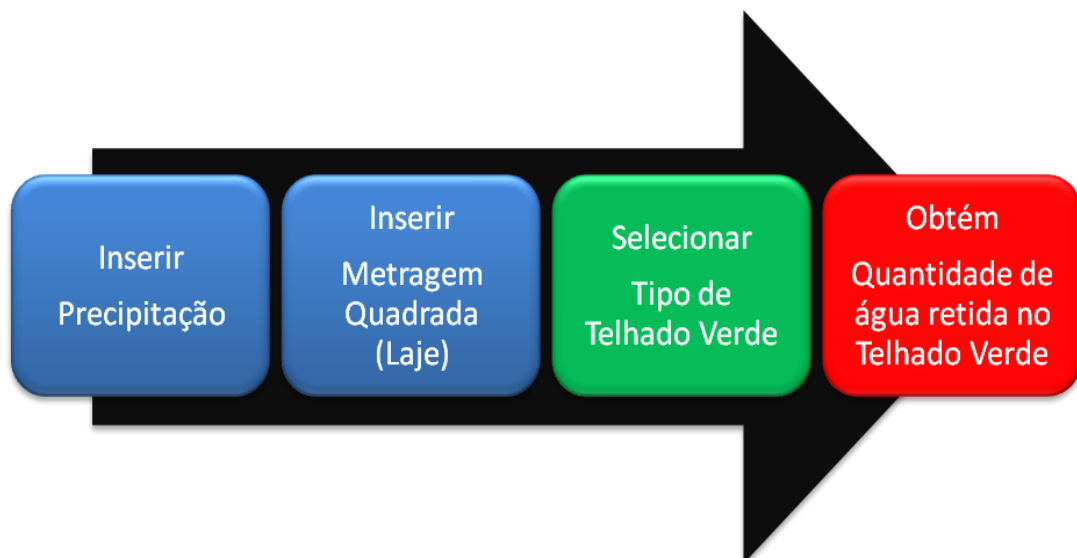 Inserir
Precipitação
Inserir
Metragem
Quadrada
(Laje)
Selecionar
Tipo de
Telhado Verde
Obtém
Quantidade de
água retida no
Telhado Verde